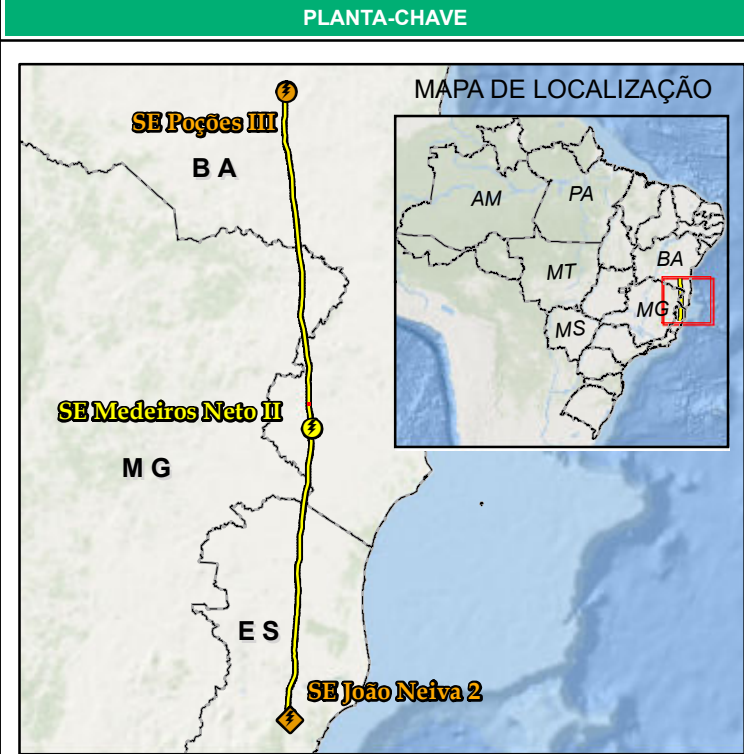 PLANTA-CHAVE
MAPA DE LOCALIZAÇÃO
SE Poções III
B A
AM
PA
BA
MT
MG
MS
SE Medeiros Neto II
M G
E S
SE João Neiva 2